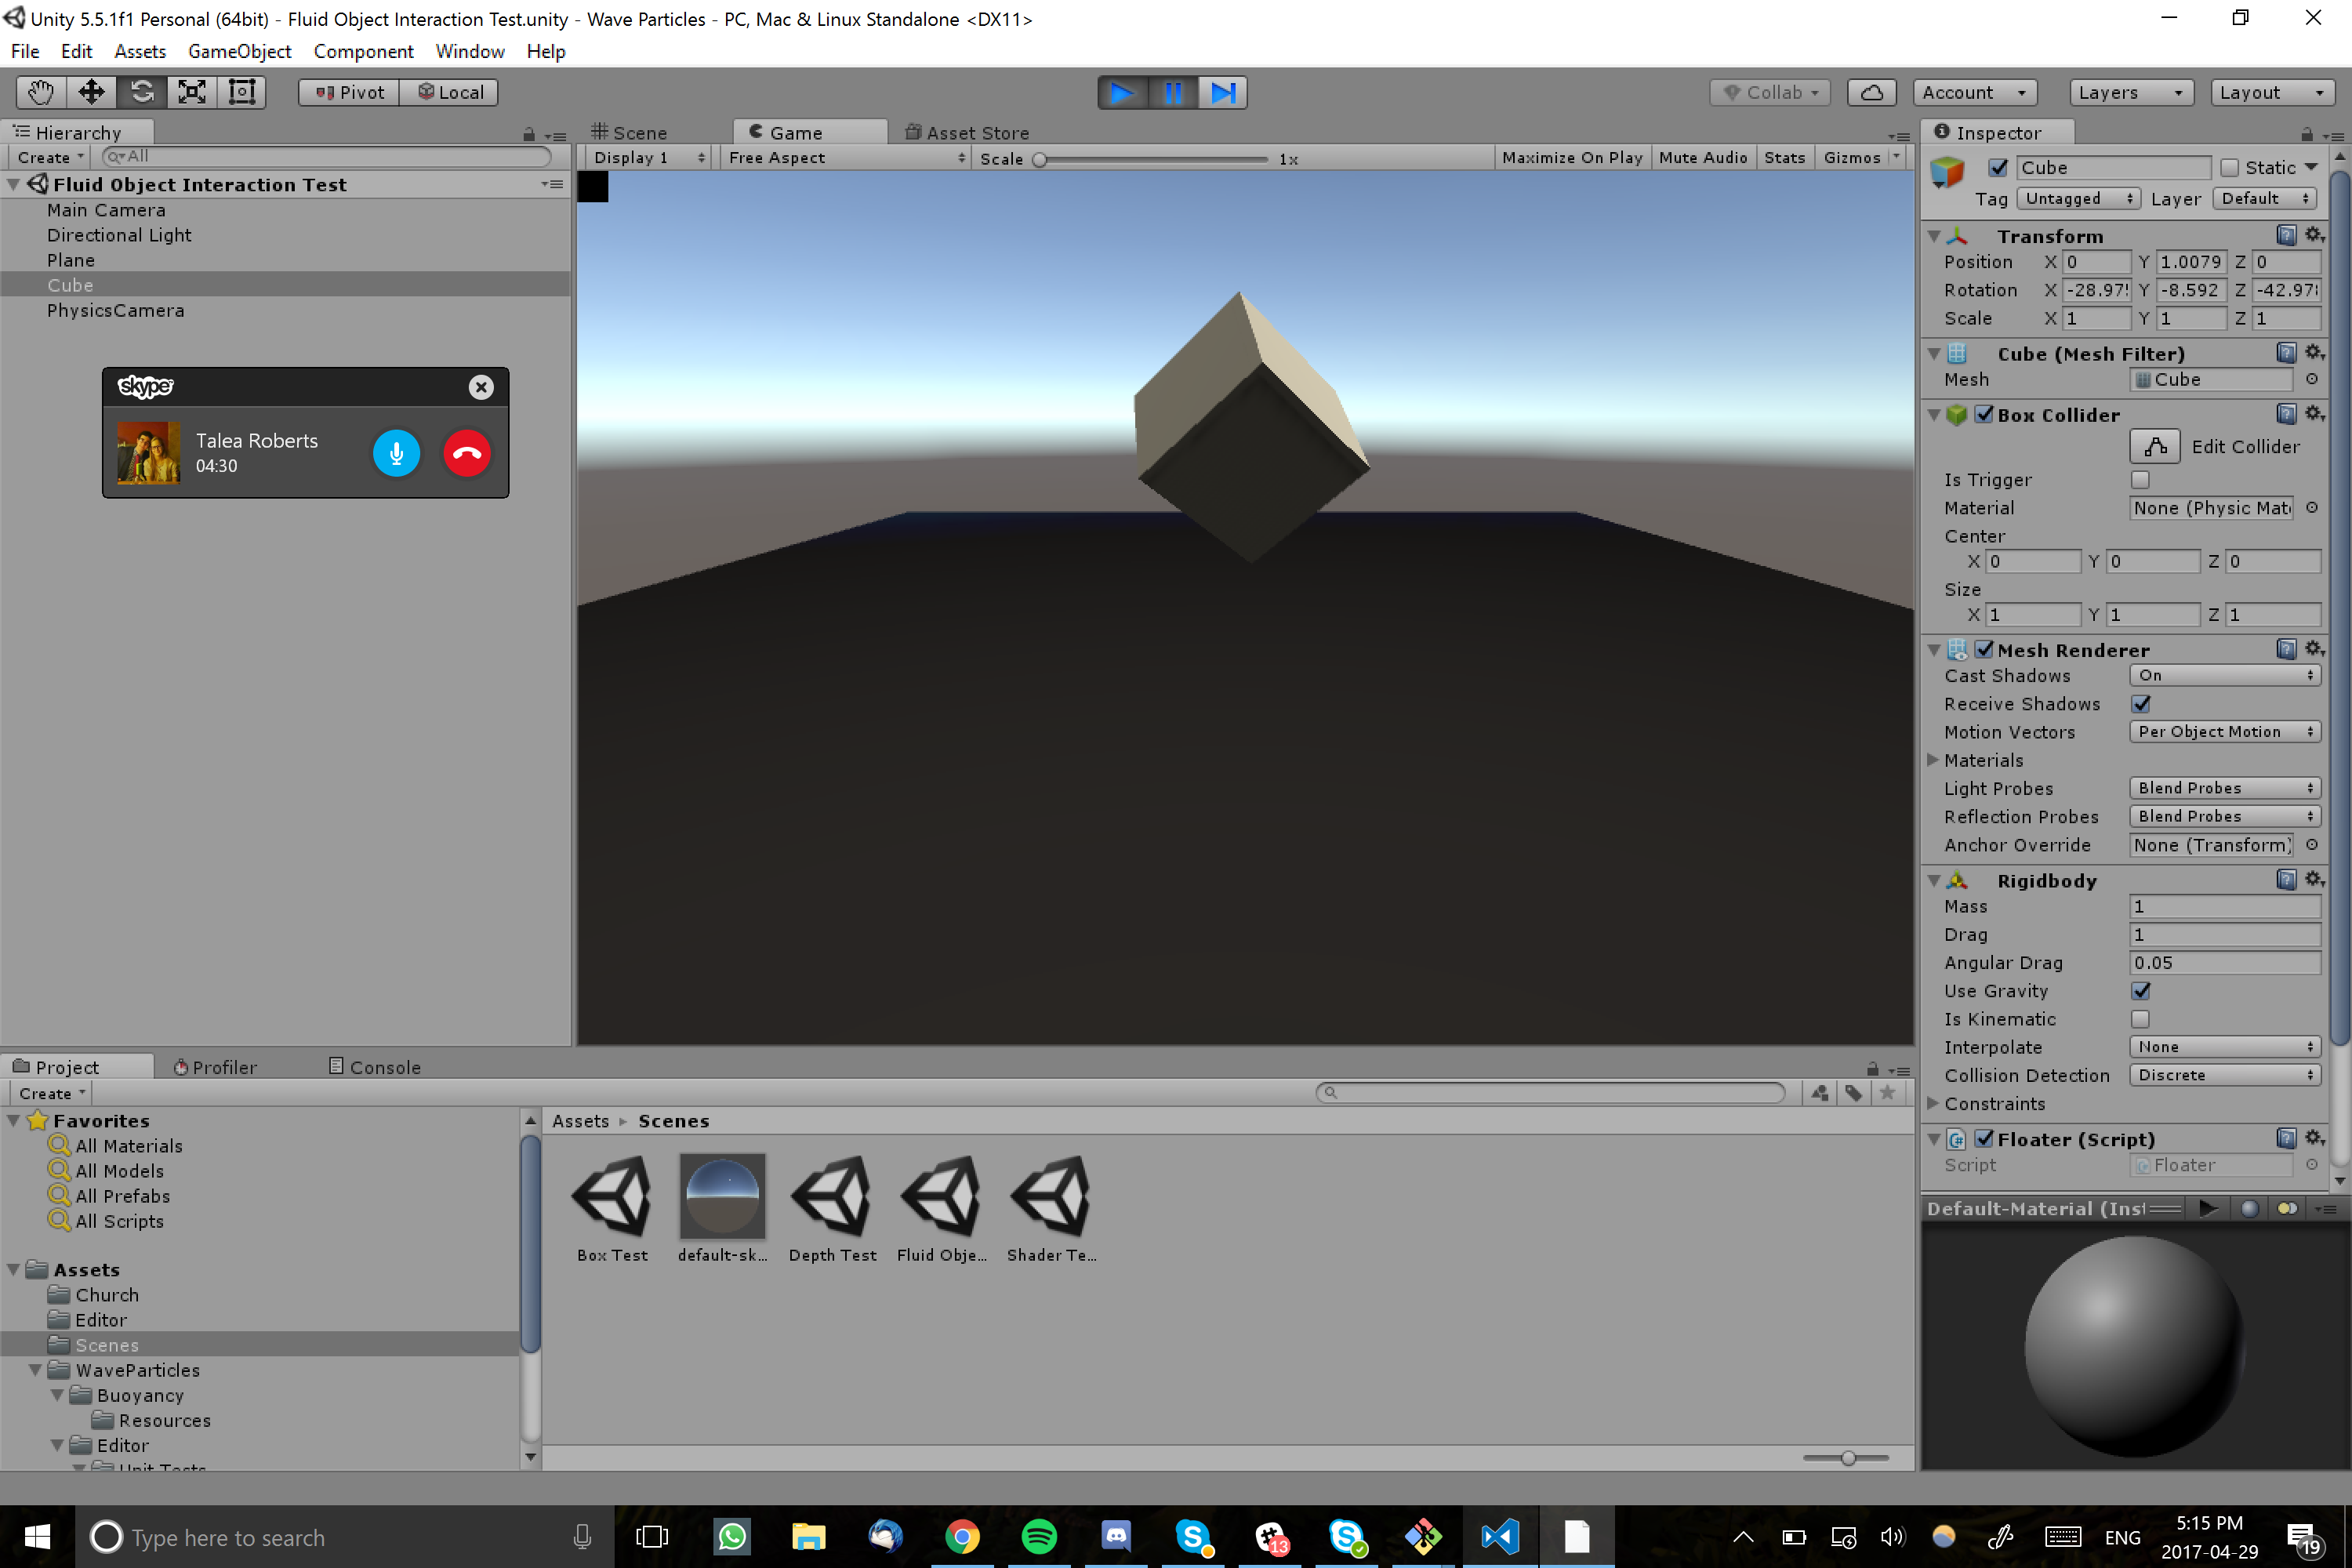 Unity 5.5.1f1 Personal (64bit) - Fluid Object Interaction Test.unity - Wave Particles - PC, Mac & Linux Standalone <DX11>
File Edit Assets GameObject Component Window Help
Pivot Local Collab Account Layers Layout
Hierarchy
Create All
Fluid Object Interaction Test
Main Camera
Directional Light
Plane
Cube
PhysicsCamera
skype
Talea Roberts
04:30
Scene Game Asset Store
Display 1 Free Aspect Scale 1x Maximize On Play Mute Audio Stats Gizmos
Inspector
Cube Static
Tag Untagged Layer Default
Transform
Position X 0 Y 1.0079 Z 0
Rotation X -28.97 Y -8.592 Z -42.97
Scale X 1 Y 1 Z 1
Cube (Mesh Filter)
Mesh Cube
Box Collider
Edit Collider
Is Trigger
Material None (Physic Mat
Center
X 0 Y 0 Z 0
Size
X 1 Y 1 Z 1
Mesh Renderer
Cast Shadows On
Receive Shadows
Motion Vectors Per Object Motion
Materials
Light Probes Blend Probes
Reflection Probes Blend Probes
Anchor Override None (Transform)
Rigidbody
Mass 1
Drag 1
Angular Drag 0.05
Use Gravity
Is Kinematic
Interpolate None
Collision Detection Discrete
Constraints
Floater (Script)
Script Floater
Default-Material (Inst
Project Profiler Console
Create
Favorites
All Materials
All Models
All Prefabs
All Scripts
Assets
Church
Editor
Scenes
WaveParticles
Buoyancy
Resources
Editor
Unit Tests
Assets Scenes
Box Test default-sk... Depth Test Fluid Obje... Shader Te...
Type here to search
13
ENG
5:15 PM
2017-04-29
19